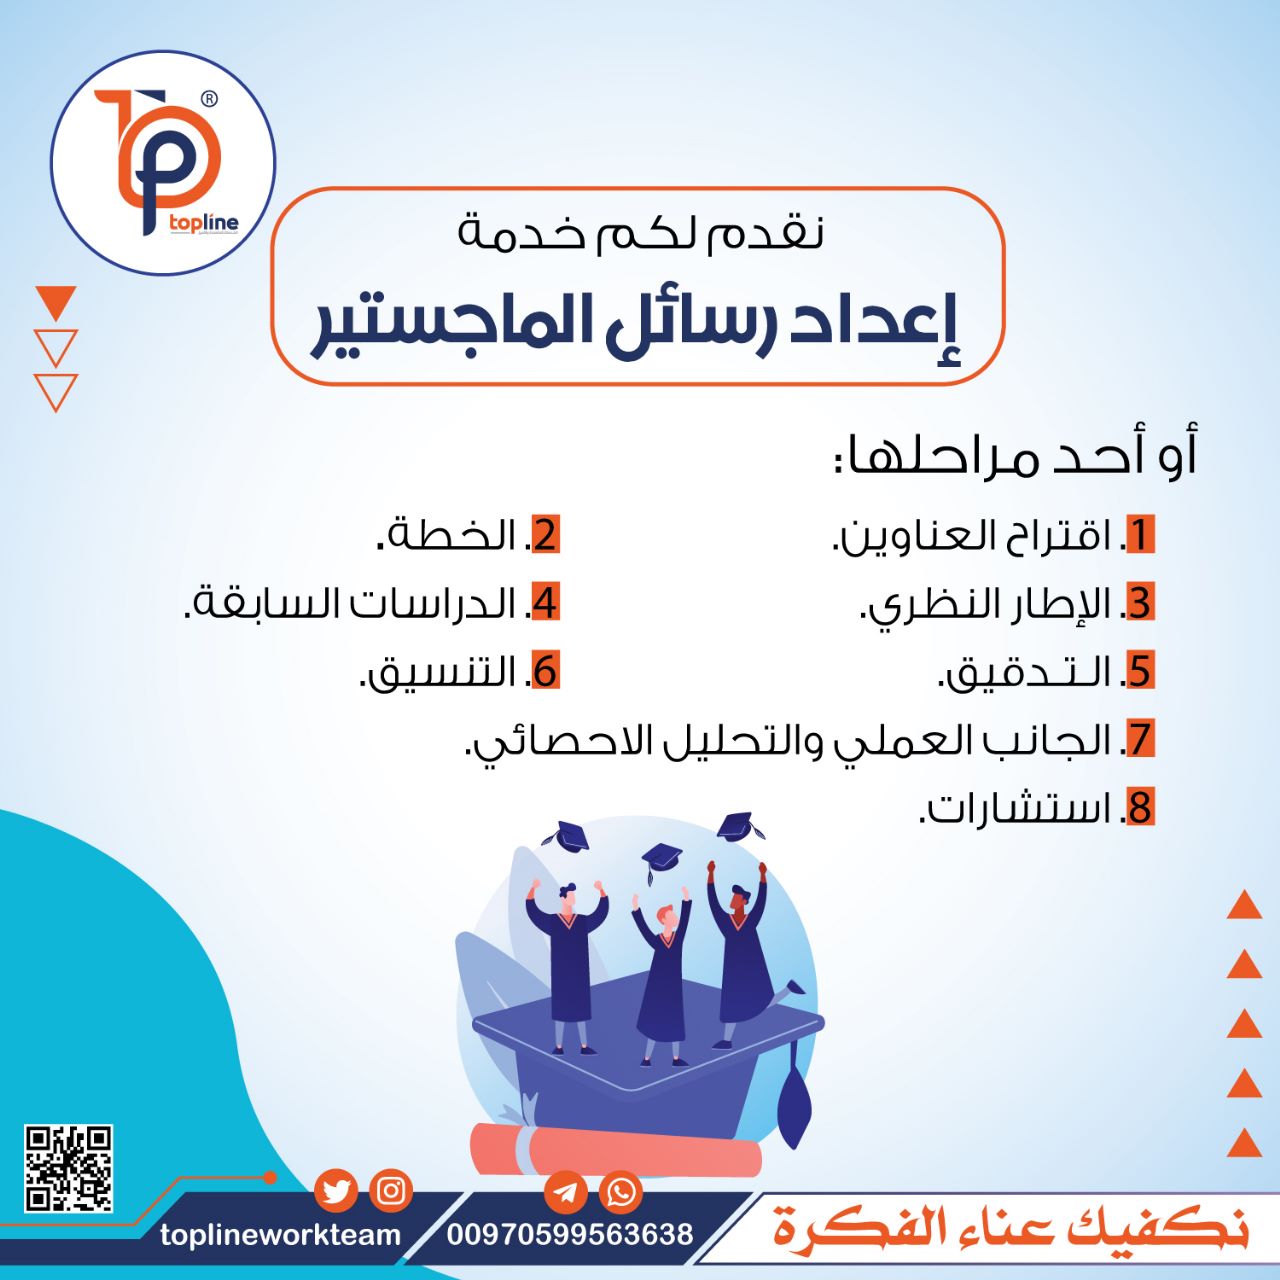 ®
topline
نقدم لكم خدمة
إعداد رسائل الماجستير
أو أحد مراحلها:
1. اقتراح العناوين.
2. الخطة.
3. الإطار النظري.
4. الدراسات السابقة.
5. الـتـدقيق.
6. التنسيق.
7. الجانب العملي والتحليل الاحصائي.
8. استشارات.
نكفيك عناء الفكرة
00970599563638
toplineworkteam